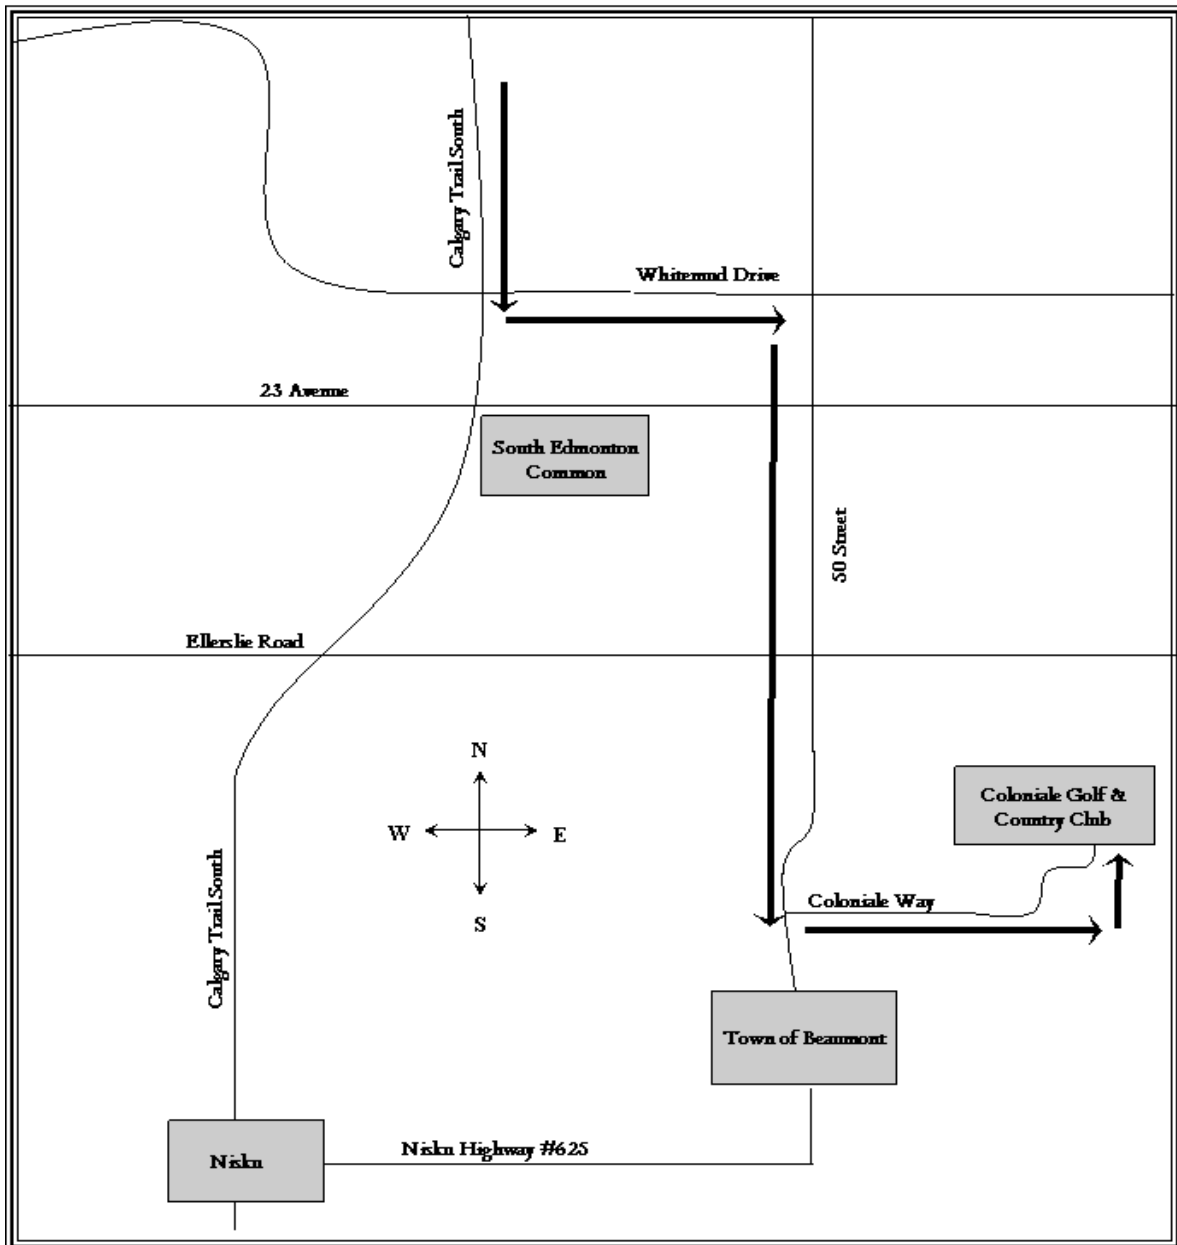 Calgary Trail South
Whitemud Drive
23 Avenue
South Edmonton
Common
50 Street
Ellerslie Road
N
W
E
S
Coloniale Golf &
Country Club
Coloniale Way
Calgary Trail South
Town of Beaumont
Nisku
Nisku Highway #625